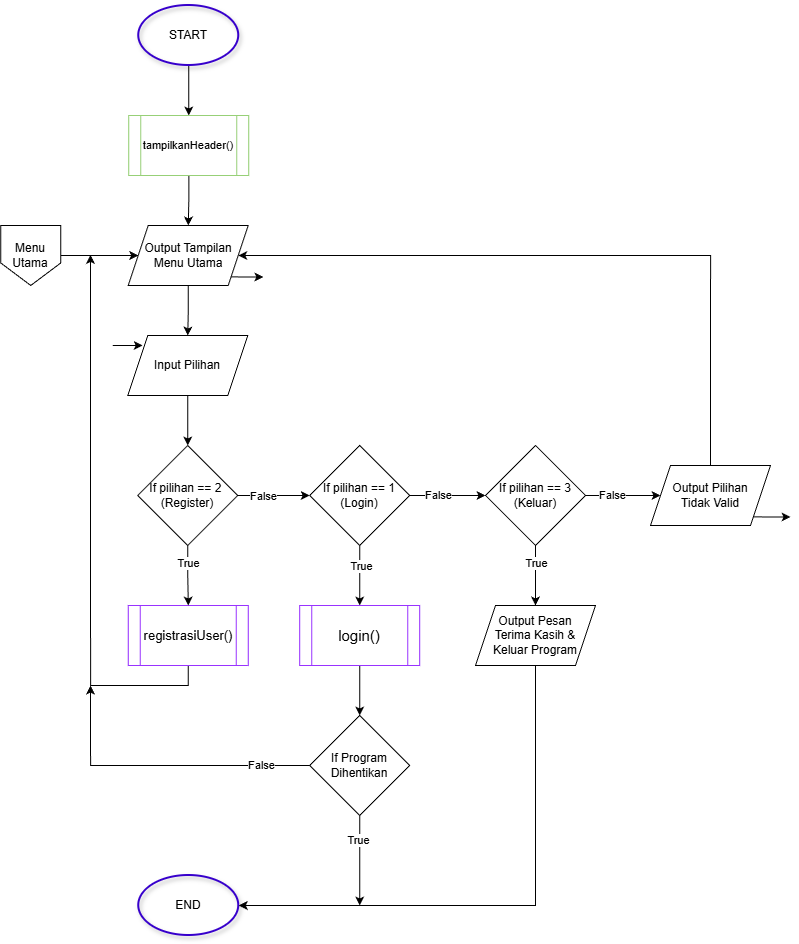 START
tampilkanHeader()
Menu
Utama
Output Tampilan
Menu Utama
Input Pilihan
If pilihan == 2
(Register)
False
If pilihan == 1
(Login)
False
If pilihan == 3
(Keluar)
False
Output Pilihan
Tidak Valid
True
True
True
registrasiUser()
login()
Output Pesan
Terima Kasih &
Keluar Program
If Program
Dihentikan
False
True
END